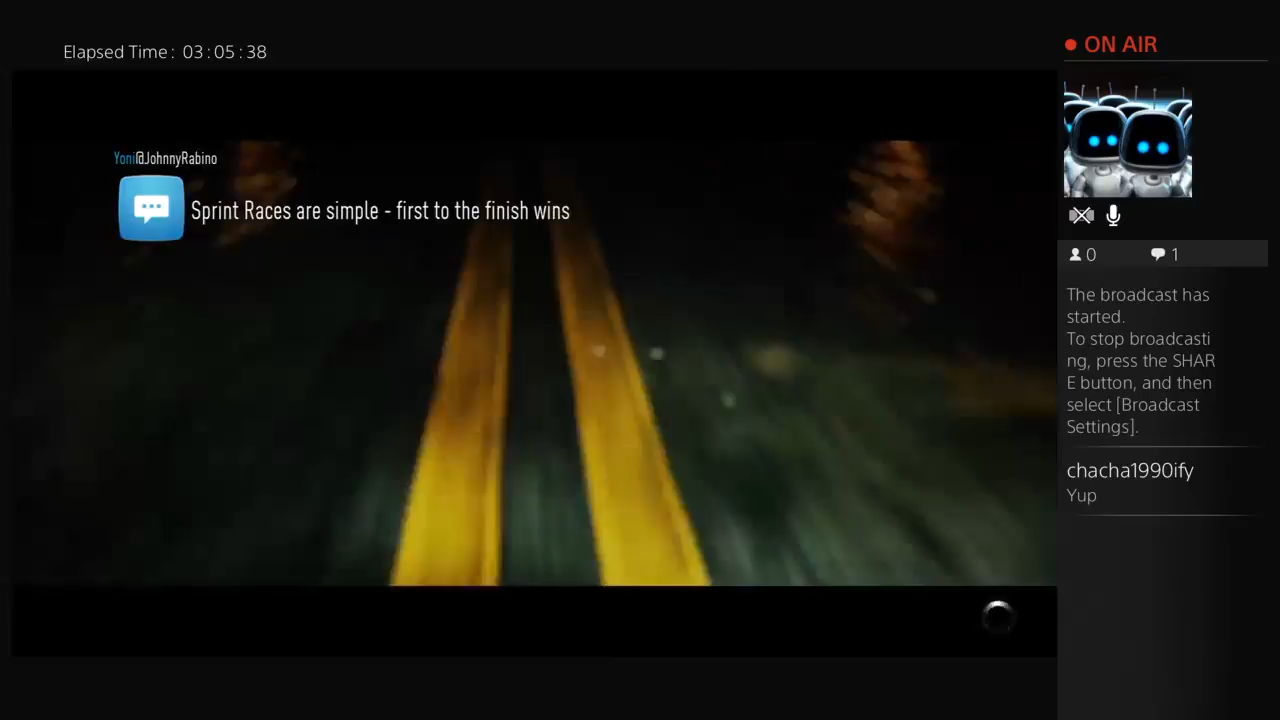 Elapsed Time: 03:05:38
ON AIR
Yoni@JohnnyRabino
Sprint Races are simple - first to the finish wins
0
1
The broadcast has
started.
To stop broadcasti
ng, press the SHAR
E button, and then
select [Broadcast
Settings].
chacha1990ify
Yup